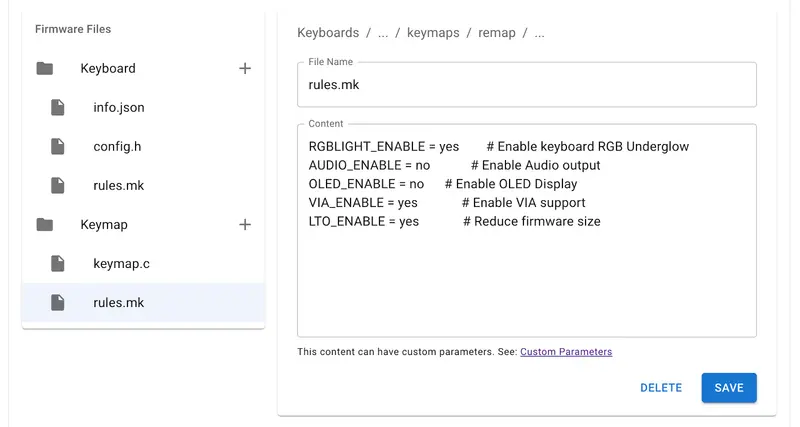 Firmware Files
Keyboard
info.json
config.h
rules.mk
Keymap
keymap.c
rules.mk
Keyboards / ... / keymaps / remap / ...
File Name
rules.mk
Content
RGBLIGHT_ENABLE = yes # Enable keyboard RGB Underglow
AUDIO_ENABLE = no # Enable Audio output
OLED_ENABLE = no # Enable OLED Display
VIA_ENABLE = yes # Enable VIA support
LTO_ENABLE = yes # Reduce firmware size
This content can have custom parameters. See: Custom Parameters
DELETE SAVE